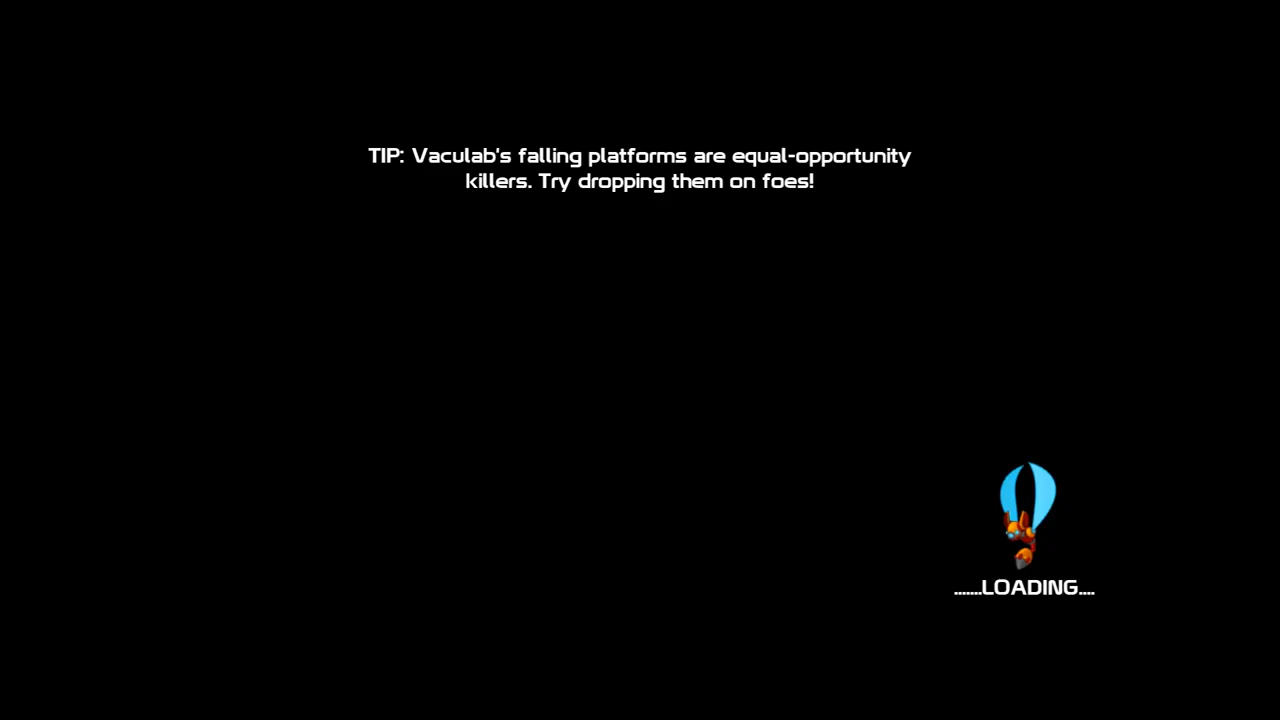 TIP: Vaculab's falling platforms are equal-opportunity
killers. Try dropping them on foes!
.......LOADING....